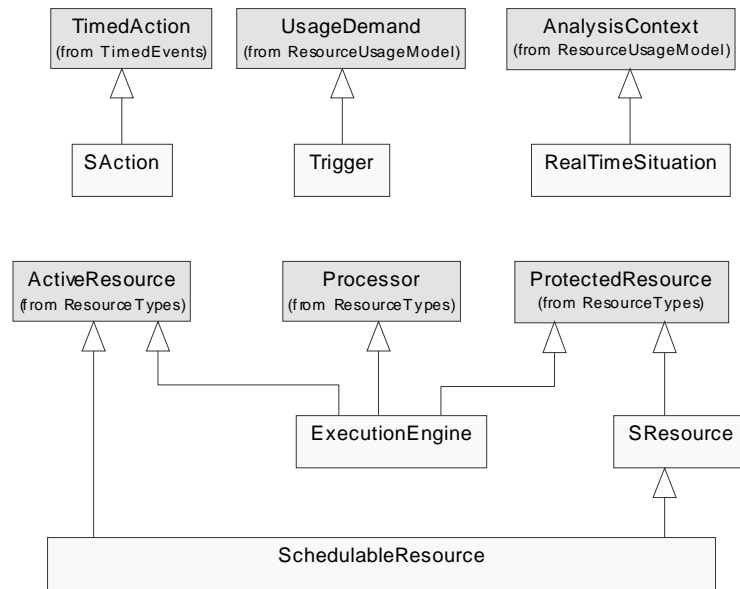 TimedAction
(from TimedEvents)
UsageDemand
(from ResourceUsageModel)
AnalysisContext
(from ResourceUsageModel)
SAction
Trigger
RealTimeSituation
ActiveResource
(from ResourceTypes)
Processor
(from ResourceTypes)
ProtectedResource
(from ResourceTypes)
ExecutionEngine
SResource
SchedulableResource